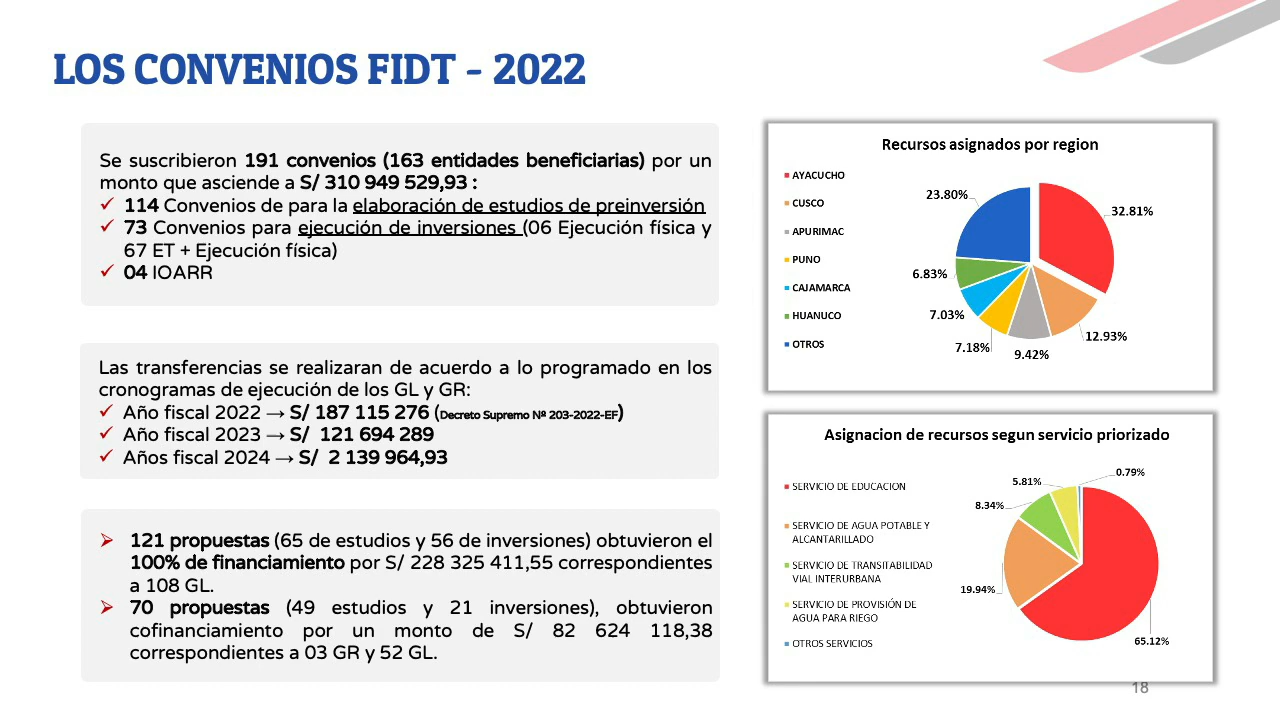 LOS CONVENIOS FIDT - 2022
Se suscribieron 191 convenios (163 entidades beneficiarias) por un
monto que asciende a S/ 310 949 529,93 :
✓ 114 Convenios de para la elaboración de estudios de preinversión
✓ 73 Convenios para ejecución de inversiones (06 Ejecución física y
67 ET + Ejecución física)
✓ 04 IOARR
Las transferencias se realizaran de acuerdo a lo programado en los
cronogramas de ejecución de los GL y GR:
✓ Año fiscal 2022 → S/ 187 115 276 (Decreto Supremo Nº 203-2022-EF)
✓ Año fiscal 2023 → S/ 121 694 289
✓ Años fiscal 2024 → S/ 2 139 964,93
➢ 121 propuestas (65 de estudios y 56 de inversiones) obtuvieron el
100% de financiamiento por S/ 228 325 411,55 correspondientes
a 108 GL.
➢ 70 propuestas (49 estudios y 21 inversiones), obtuvieron
cofinanciamiento por un monto de S/ 82 624 118,38
correspondientes a 03 GR y 52 GL.
Recursos asignados por region
AYACUCHO
CUSCO
APURIMAC
PUNO
CAJAMARCA
HUANUCO
OTROS
23.80%
32.81%
6.83%
7.03%
7.18%
9.42%
12.93%
Asignacion de recursos segun servicio priorizado
SERVICIO DE EDUCACION
SERVICIO DE AGUA POTABLE Y
ALCANTARILLADO
SERVICIO DE TRANSITABILIDAD
VIAL INTERURBANA
SERVICIO DE PROVISIÓN DE
AGUA PARA RIEGO
OTROS SERVICIOS
0.79%
5.81%
8.34%
19.94%
65.12%
18